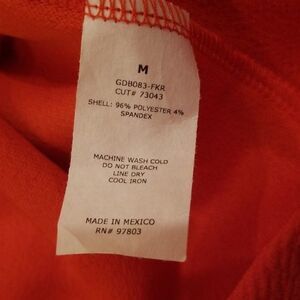 M
GDB083-FKR
CUT# 73043
SHELL: 96% POLYESTER 4%
SPANDEX
MACHINE WASH COLD
DO NOT BLEACH
LINE DRY
COOL IRON
MADE IN MEXICO
RN# 97803